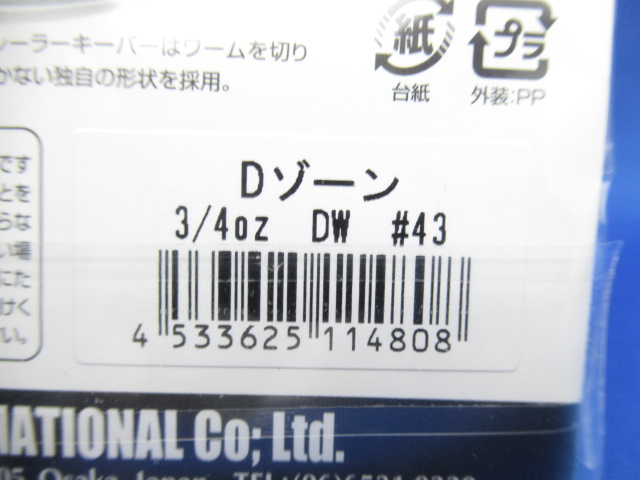 ーラーキーパーはワームを切り
かない独自の形状を採用。
紙
台紙
プラ
外装:PP
です
とを
らな
い場
にた
けく
い。
Dゾーン
3/4oz DW #43
4 533625 114808
NATIONAL Co; Ltd.
Osaka, Japan